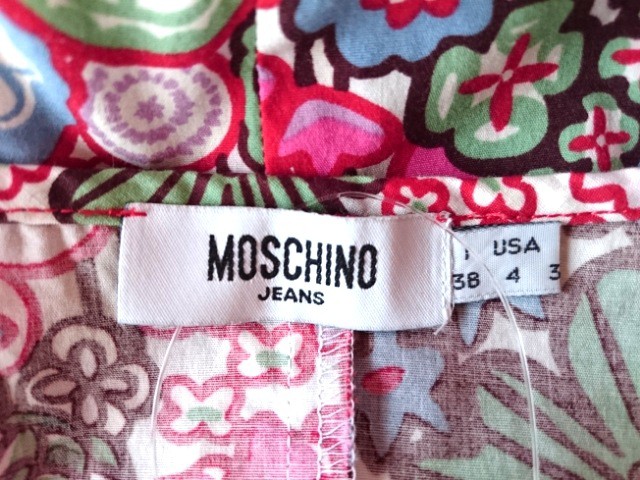 MOSCHINO
JEANS
I USA
38 4 3